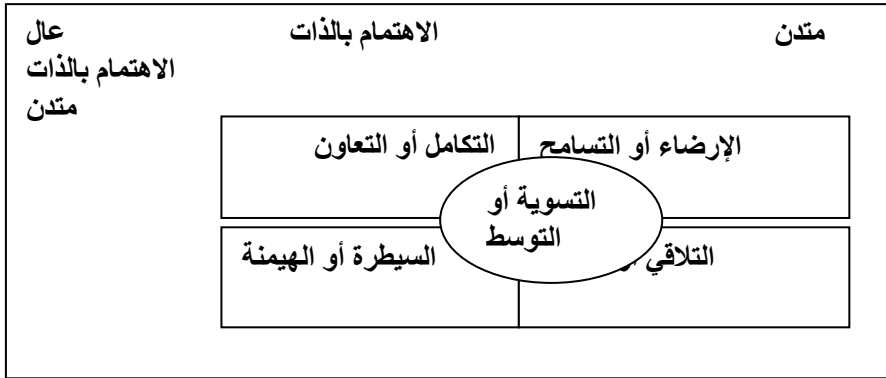 متدن الاهتمام بالذات عال
الاهتمام بالذات
متدن
الإرضاء أو التسامح
التكامل أو التعاون
التسوية أو
التوسط
التلاقي
السيطرة أو الهيمنة